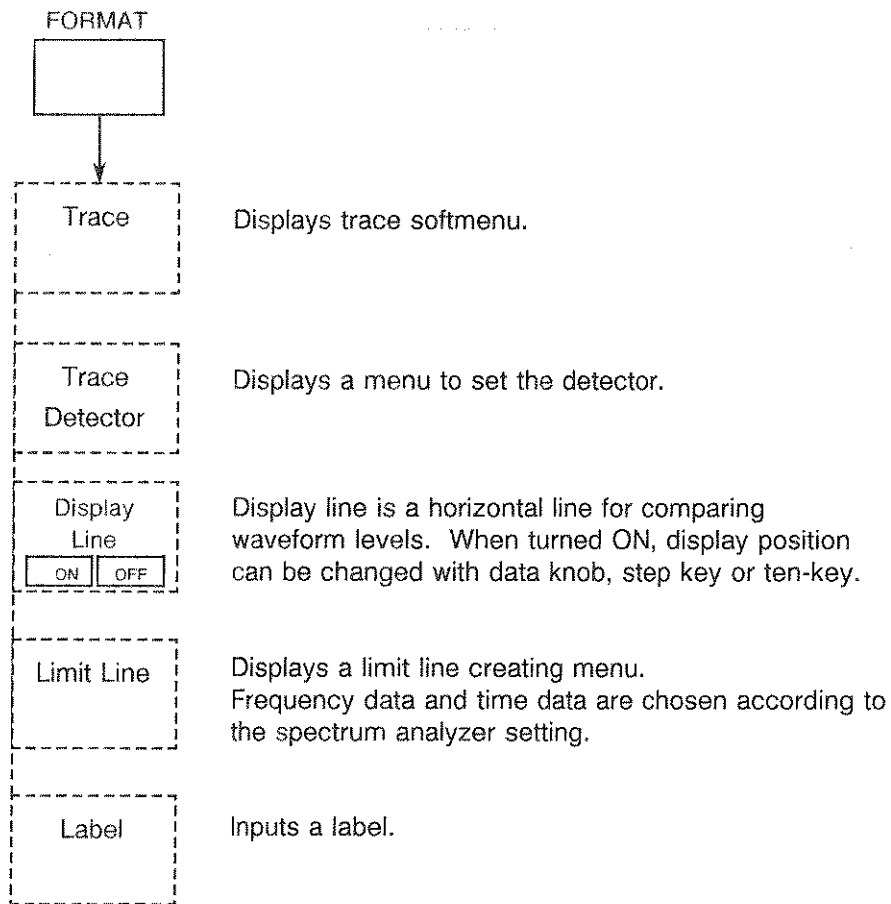 FORMAT
Trace
Displays trace softmenu.
Trace
Detector
Displays a menu to set the detector.
Display
Line
ON OFF
Display line is a horizontal line for comparing
waveform levels. When turned ON, display position
can be changed with data knob, step key or ten-key.
Limit Line
Displays a limit line creating menu.
Frequency data and time data are chosen according to
the spectrum analyzer setting.
Label
Inputs a label.